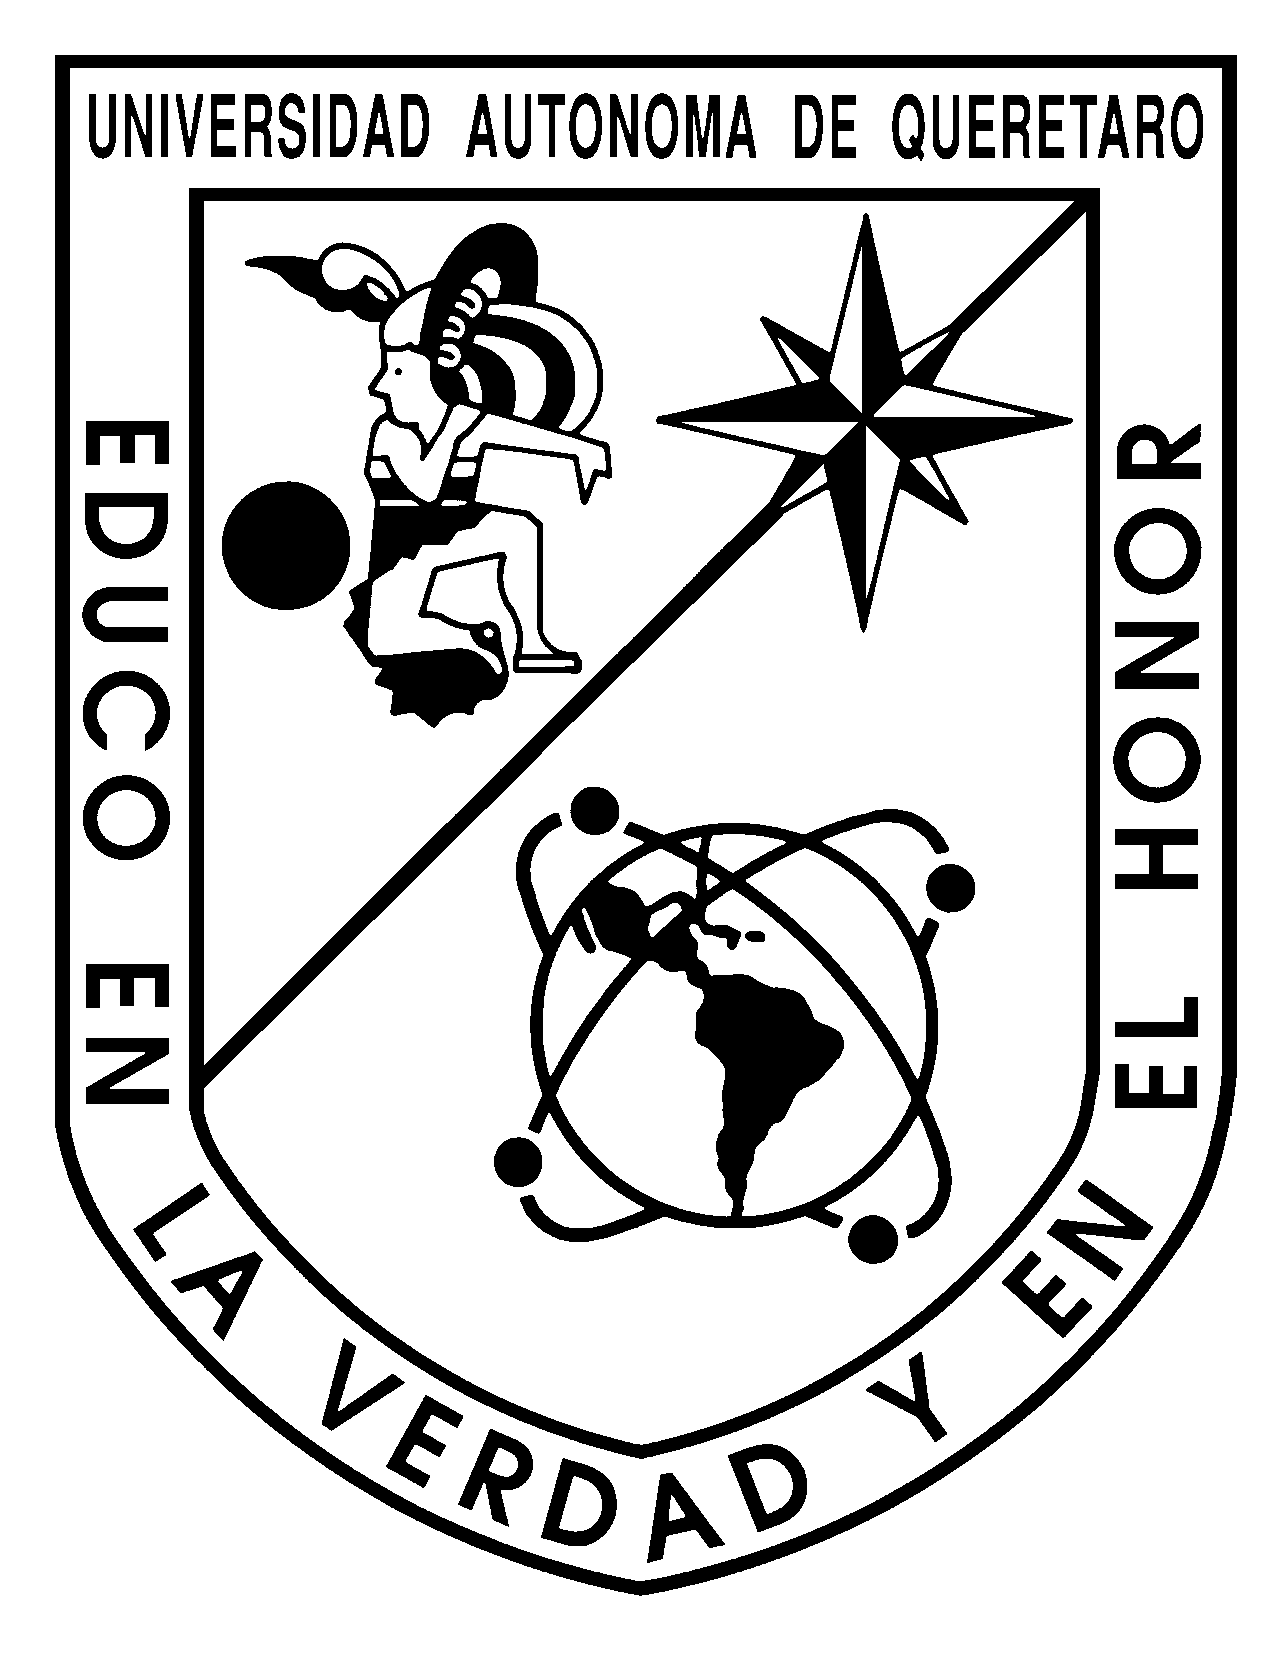 UNIVERSIDAD AUTONOMA DE QUERETARO
EDUCO EN LA VERDAD Y EN EL HONOR